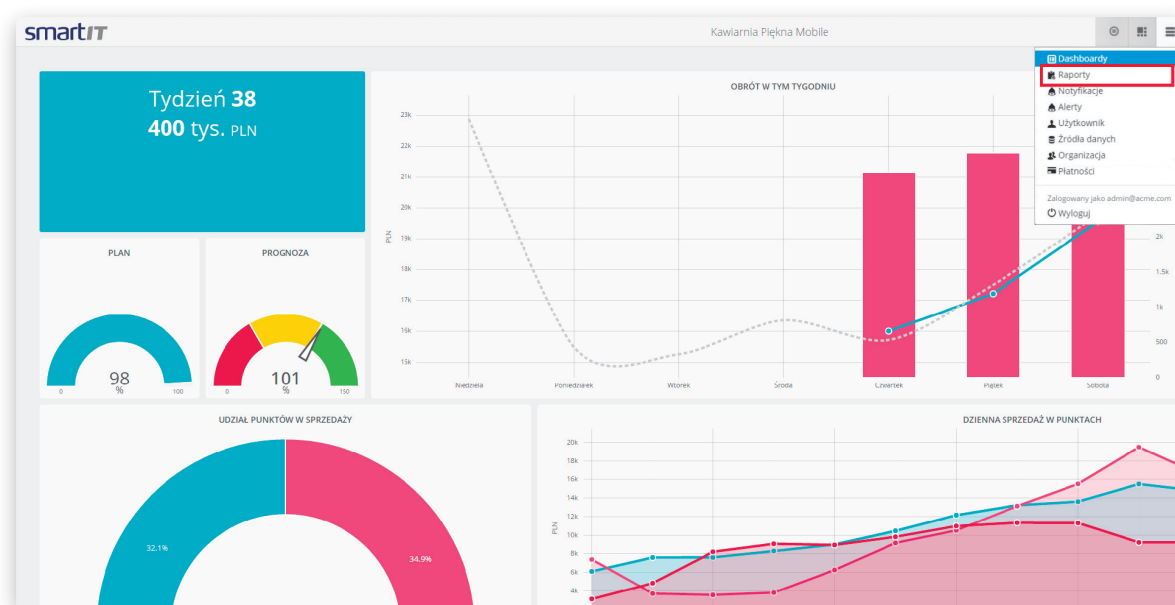 smartIT
Kawiarnia Piękna Mobile
Dashboardy
Raporty
Notyfikacje
Alerty
Użytkownik
Źródła danych
Organizacja
Płatności
Zalogowany jako admin@acme.com
Wyloguj
Tydzień 38
400 tys. PLN
OBRÓT W TYM TYGODNIU
23k
22k
21k
20k
19k
18k
17k
16k
15k
PLN
2k
1.5k
1k
500
0
Niedziela Poniedziałek Wtorek Środa Czwartek Piątek Sobota
PLAN
98
%
0 100
PROGNOZA
101
%
0 150
UDZIAŁ PUNKTÓW W SPRZEDAŻY
32.1%
34.9%
DZIENNA SPRZEDAŻ W PUNKTACH
20k
18k
16k
14k
12k
10k
8k
6k
4k
PLN